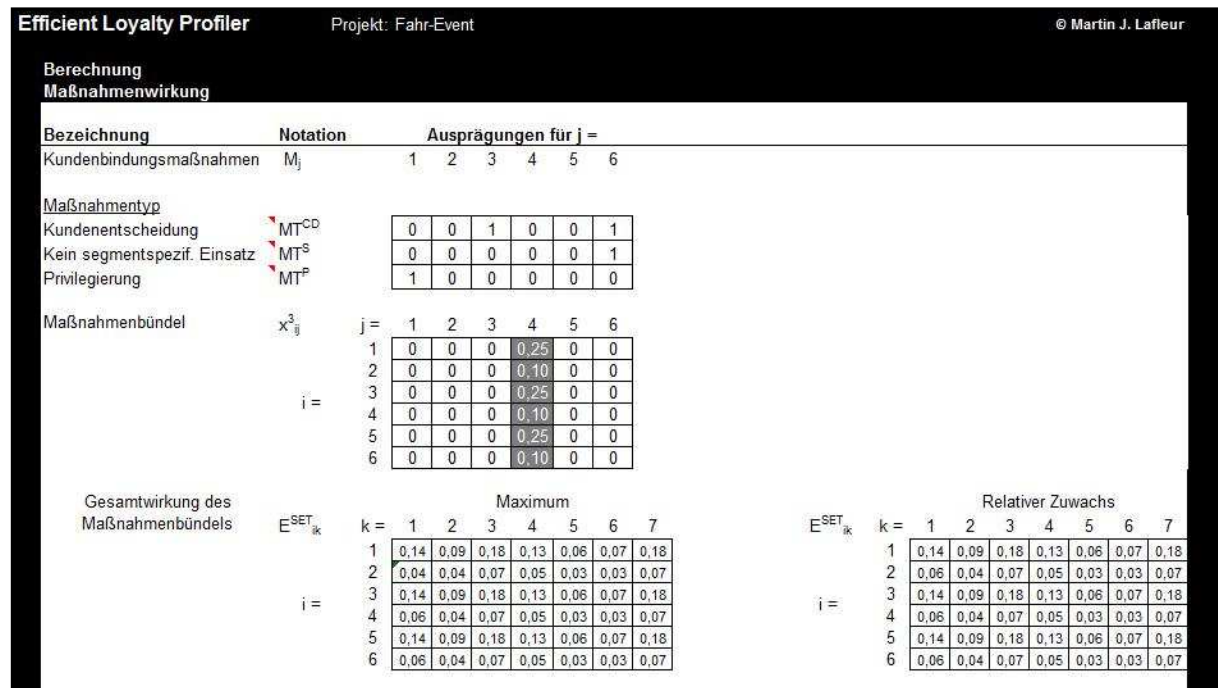 Efficient Loyalty Profiler Projekt: Fahr-Event © Martin J. Lafleur
Berechnung
Maßnahmenwirkung
Bezeichnung Notation Ausprägungen für j =
Kundenbindungsmaßnahmen Mj 1 2 3 4 5 6
Maßnahmentyp
Kundenentscheidung MT^CD 0 0 1 0 0 1
Kein segmentspezif. Einsatz MT^S 0 0 0 0 0 1
Privilegierung MT^P 1 0 0 0 0 0
Maßnahmenbündel x^3_ij j = 1 2 3 4 5 6
1 0 0 0 0,25 0 0
2 0 0 0 0,10 0 0
3 0 0 0 0,25 0 0
i =
4 0 0 0 0,10 0 0
5 0 0 0 0,25 0 0
6 0 0 0 0,10 0 0
Gesamtwirkung des Maximum Relativer Zuwachs
Maßnahmenbündels E^SET_ik k = 1 2 3 4 5 6 7 E^SET_ik k = 1 2 3 4 5 6 7
1 0,14 0,09 0,18 0,13 0,06 0,07 0,18 1 0,14 0,09 0,18 0,13 0,06 0,07 0,18
2 0,04 0,04 0,07 0,05 0,03 0,03 0,07 2 0,06 0,04 0,07 0,05 0,03 0,03 0,07
3 0,14 0,09 0,18 0,13 0,06 0,07 0,18 3 0,14 0,09 0,18 0,13 0,06 0,07 0,18
i = i =
4 0,06 0,04 0,07 0,05 0,03 0,03 0,07 4 0,06 0,04 0,07 0,05 0,03 0,03 0,07
5 0,14 0,09 0,18 0,13 0,06 0,07 0,18 5 0,14 0,09 0,18 0,13 0,06 0,07 0,18
6 0,06 0,04 0,07 0,05 0,03 0,03 0,07 6 0,06 0,04 0,07 0,05 0,03 0,03 0,07